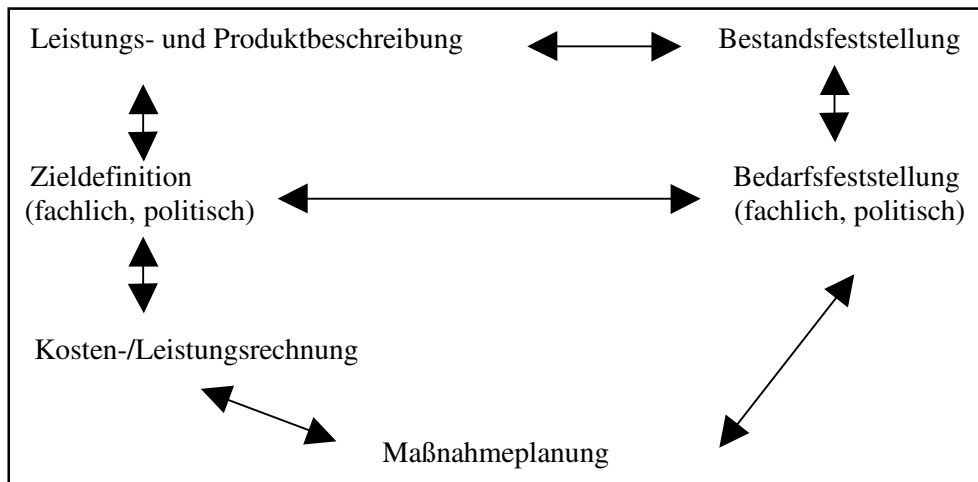 Leistungs- und Produktbeschreibung
Bestandsfeststellung
Zieldefinition
(fachlich, politisch)
Bedarfsfeststellung
(fachlich, politisch)
Kosten-/Leistungsrechnung
Maßnahmeplanung